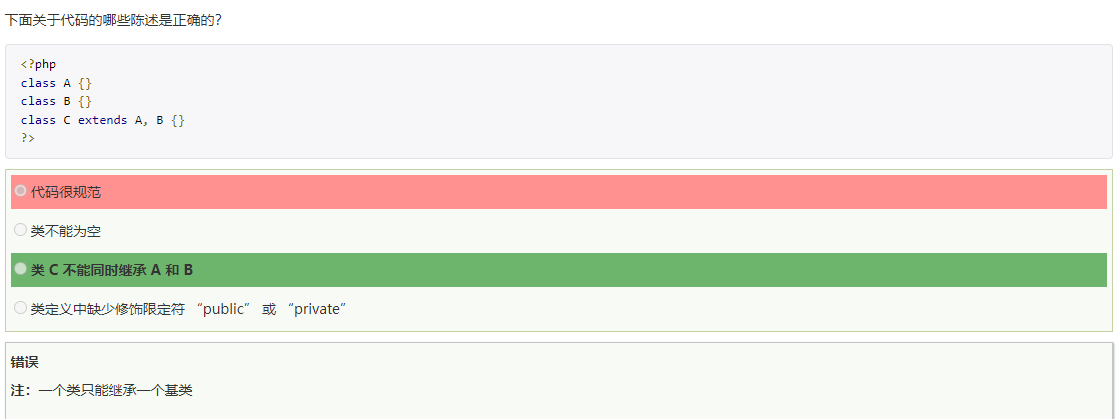 下面关于代码的哪些陈述是正确的?
<?php
class A {}
class B {}
class C extends A, B {}
?>
代码很规范
类不能为空
类 C 不能同时继承 A 和 B
类定义中缺少修饰限定符 “public” 或 “private”
错误
注：一个类只能继承一个基类